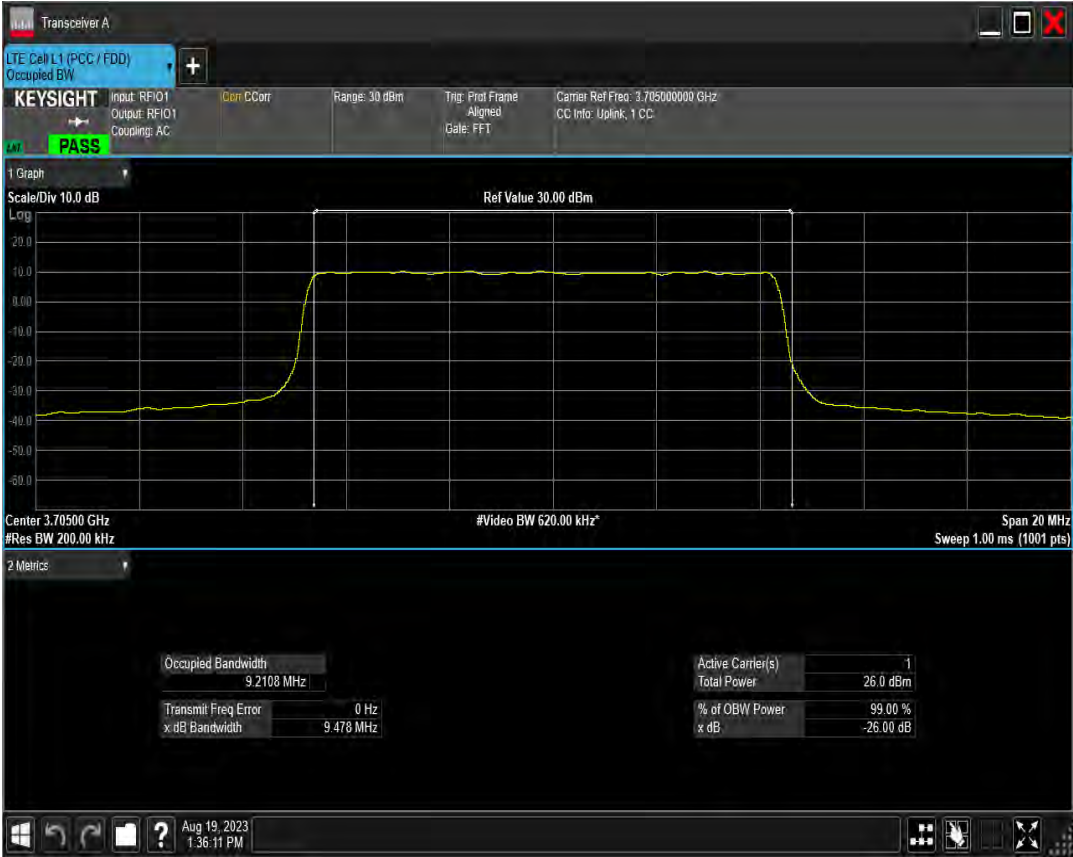 Transceiver A
LTE Cell L1 (PCC / FDD)
Occupied BW
+
KEYSIGHT
Input: RFIO1
Output: RFIO1
Coupling: AC
Corr CCorr
Range: 30 dBm
Trig: Prot Frame
Aligned
Gate: FFT
Carrier Ref Freq: 3.705000000 GHz
CC Info: Uplink, 1 CC
PASS
1 Graph
Scale/Div 10.0 dB
Ref Value 30.00 dBm
Log
20.0
10.0
0.00
-10.0
-20.0
-30.0
-40.0
-50.0
-60.0
Center 3.70500 GHz
#Video BW 620.00 kHz*
Span 20 MHz
#Res BW 200.00 kHz
Sweep 1.00 ms (1001 pts)
2 Metrics
Occupied Bandwidth
9.2108 MHz
Transmit Freq Error 0 Hz
x dB Bandwidth 9.478 MHz
Active Carrier(s) 1
Total Power 26.0 dBm
% of OBW Power 99.00 %
x dB -26.00 dB
?
Aug 19, 2023
1:36:11 PM